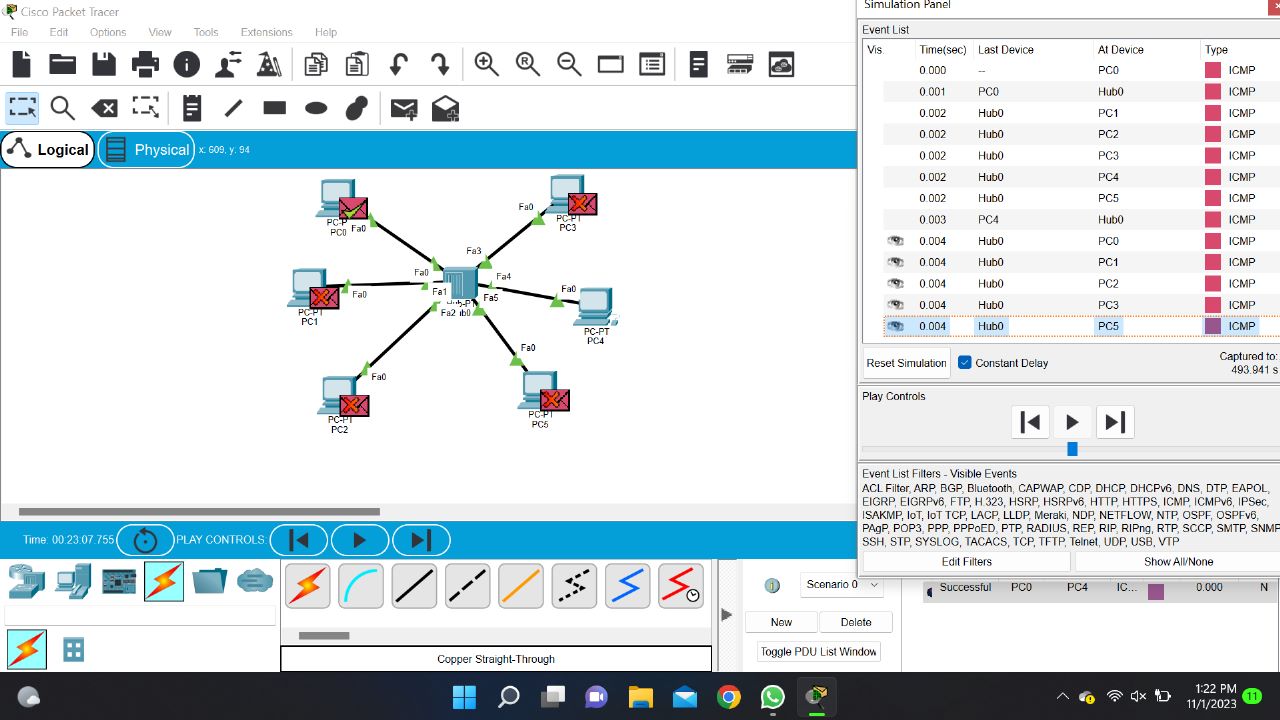 Cisco Packet Tracer
File Edit Options View Tools Extensions Help
Logical Physical x: 609, y: 94
PC-P
PC0
Fa0
Fa0
PC-PT
PC3
Fa3
Fa0
Fa4
Fa0
PC-PT
PC1
Fa1
Fa5
Fa0
Fa2
PC-PT
PC4
Fa0
PC-PT
PC2
Fa0
PC-PT
PC5
Time: 00:23:07.755 PLAY CONTROLS:
Copper Straight-Through
Simulation Panel
Event List
Vis. Time(sec) Last Device At Device Type
0.000 -- PC0 ICMP
0.001 PC0 Hub0 ICMP
0.002 Hub0 PC1 ICMP
0.002 Hub0 PC2 ICMP
0.002 Hub0 PC3 ICMP
0.002 Hub0 PC4 ICMP
0.002 Hub0 PC5 ICMP
0.003 PC4 Hub0 ICMP
0.004 Hub0 PC0 ICMP
0.004 Hub0 PC1 ICMP
0.004 Hub0 PC2 ICMP
0.004 Hub0 PC3 ICMP
0.004 Hub0 PC5 ICMP
Reset Simulation Constant Delay Captured to:
493.941 s
Play Controls
Event List Filters - Visible Events
ACL Filter, ARP, BGP, Bluetooth, CAPWAP, CDP, DHCP, DHCPv6, DNS, DTP, EAPOL,
EIGRP, EIGRPv6, FTP, H.323, HSRP, HSRPv6, HTTP, HTTPS, ICMP, ICMPv6, IPSec,
ISAKMP, IoT, IoT TCP, LACP, LLDP, Meraki, NDP, NETFLOW, NTP, OSPF, OSPFv6,
PAgP, POP3, PPP, PPPoED, PTP, RADIUS, REP, RIP, RIPng, RTP, SCCP, SMTP, SNMP,
SSH, STP, SYSLOG, TACACS, TCP, TFTP, Telnet, UDP, USB, VTP
Edit Filters Show All/None
Scenario 0
New Delete
Toggle PDU List Window
Successful PC0 PC4 IC... 0.000 N
1:22 PM
11/1/2023
11